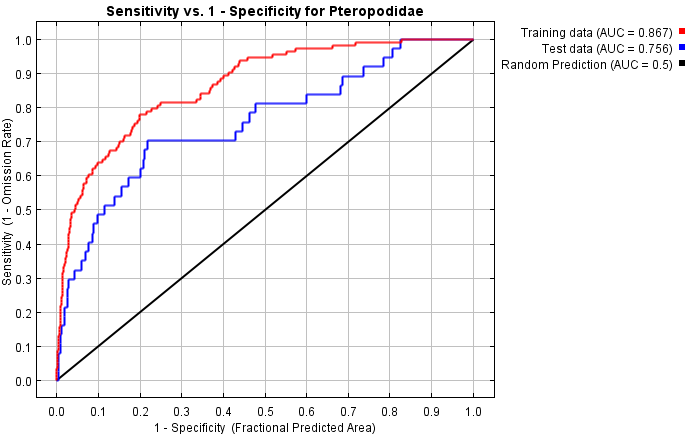 Sensitivity vs. 1 - Specificity for Pteropodidae
Training data (AUC = 0.867)
Test data (AUC = 0.756)
Random Prediction (AUC = 0.5)
Sensitivity (1 - Omission Rate)
1.0
0.9
0.8
0.7
0.6
0.5
0.4
0.3
0.2
0.1
0.0
0.0 0.1 0.2 0.3 0.4 0.5 0.6 0.7 0.8 0.9 1.0
1 - Specificity (Fractional Predicted Area)